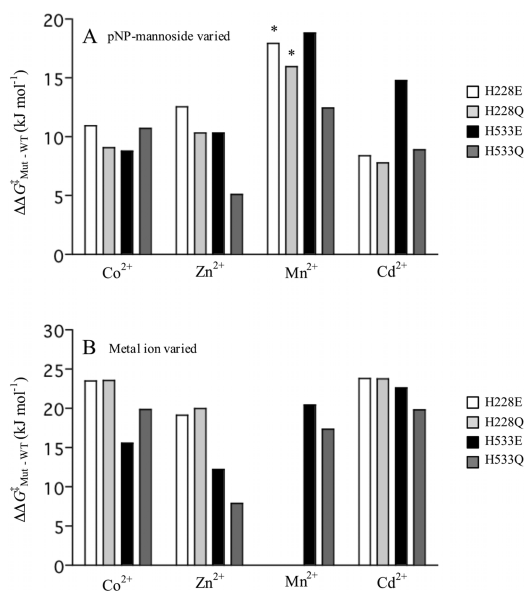 20
A pNP-mannoside varied
*
*
15
H228E
H228Q
10
H533E
H533Q
5
0
ΔΔG‡Mut - WT (kJ mol⁻¹)
Co²⁺ Zn²⁺ Mn²⁺ Cd²⁺
30
B Metal ion varied
25
20
H228E
H228Q
15
H533E
H533Q
10
5
0
ΔΔG‡Mut - WT (kJ mol⁻¹)
Co²⁺ Zn²⁺ Mn²⁺ Cd²⁺